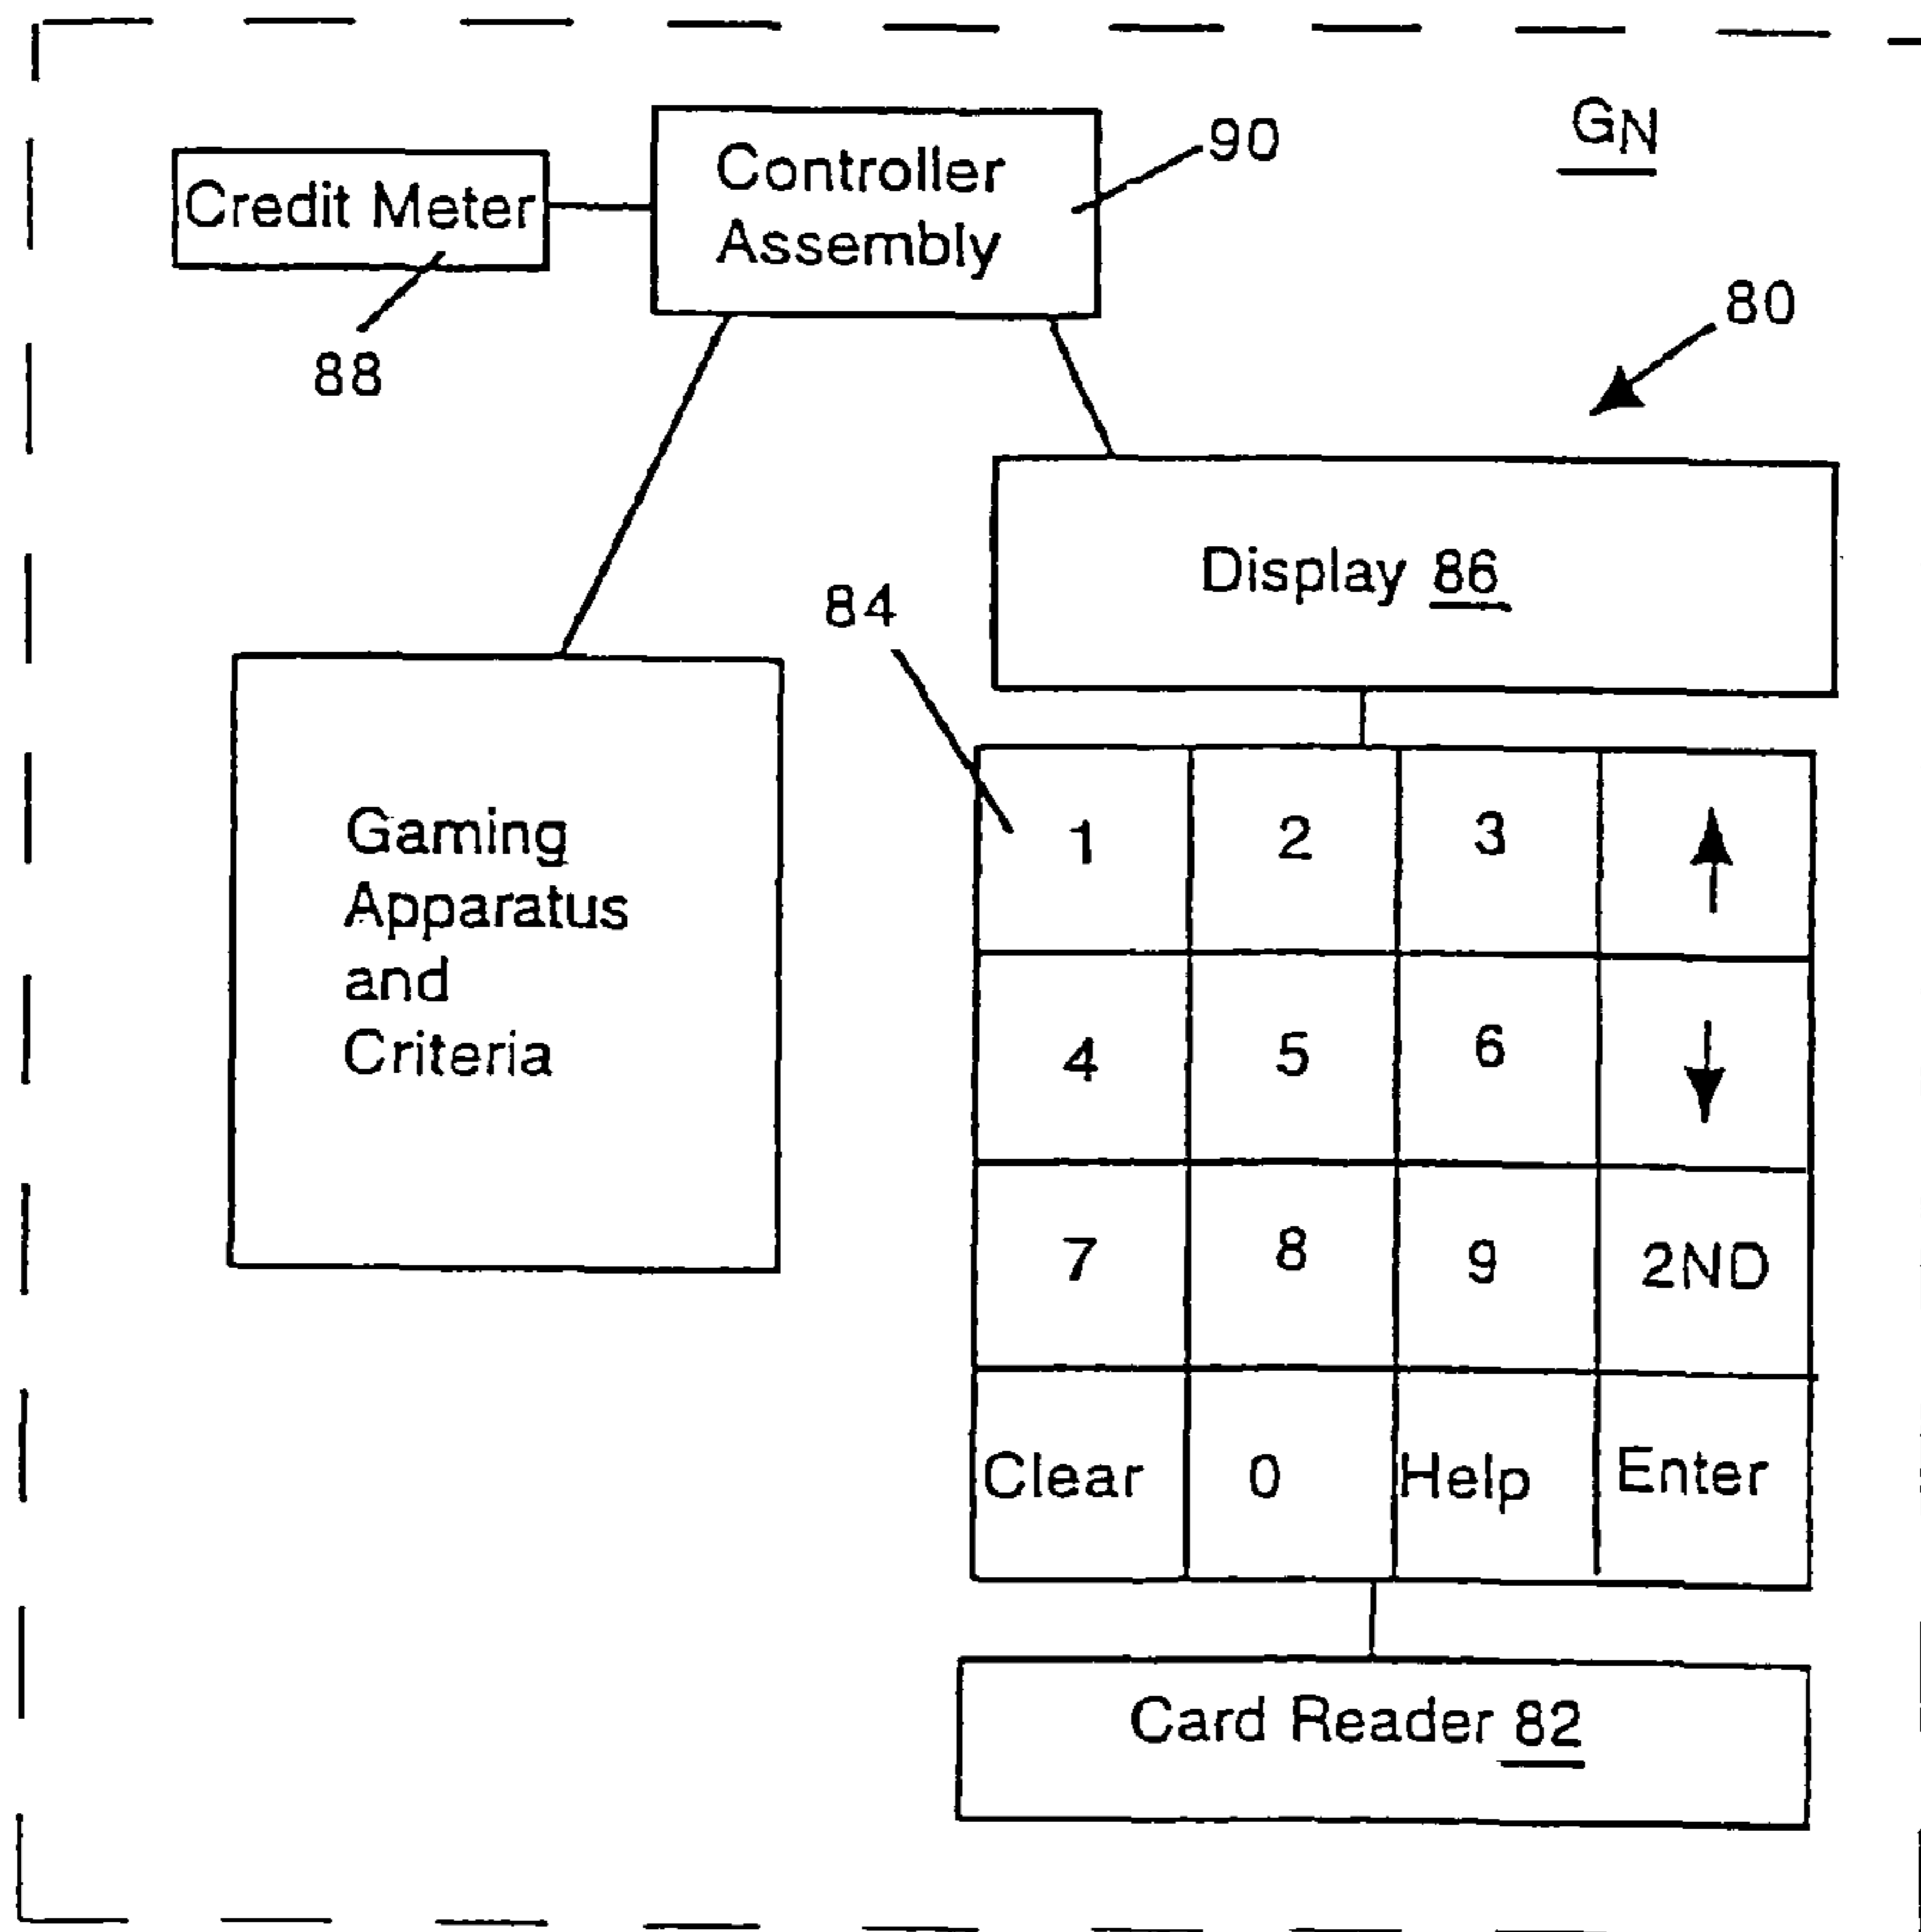 GN
Controller
Assembly
90
Credit Meter
88
80
Display 86
84
Gaming
Apparatus
and
Criteria
1 2 3 ↑
4 5 6 ↓
7 8 9 2ND
Clear 0 Help Enter
Card Reader 82